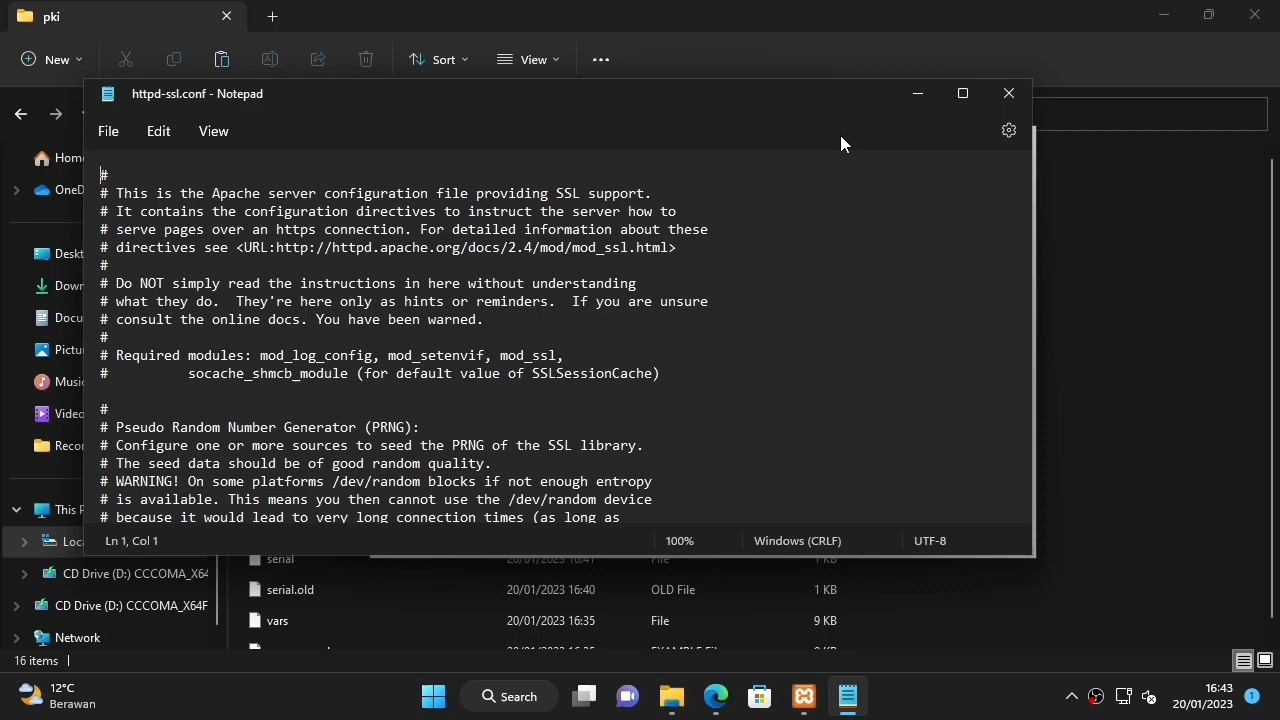 pki
New
Sort
View
httpd-ssl.conf - Notepad
File
Edit
View
Hom
OneD
#
# This is the Apache server configuration file providing SSL support.
# It contains the configuration directives to instruct the server how to
# serve pages over an https connection. For detailed information about these
# directives see <URL:http://httpd.apache.org/docs/2.4/mod/mod_ssl.html>
#
# Do NOT simply read the instructions in here without understanding
# what they do.  They're here only as hints or reminders.  If you are unsure
# consult the online docs. You have been warned.
#
# Required modules: mod_log_config, mod_setenvif, mod_ssl,
#          socache_shmcb_module (for default value of SSLSessionCache)
#
# Pseudo Random Number Generator (PRNG):
# Configure one or more sources to seed the PRNG of the SSL library.
# The seed data should be of good random quality.
# WARNING! On some platforms /dev/random blocks if not enough entropy
# is available. This means you then cannot use the /dev/random device
# because it would lead to very long connection times (as long as
Ln 1, Col 1
100%
Windows (CRLF)
UTF-8
Deskt
Down
Docu
Pictu
Music
Video
Reco
This P
Loca
CD Drive (D:) CCCOMA_X64
CD Drive (D:) CCCOMA_X64F
Network
serial 20/01/2023 16:41 File 1 KB
serial.old 20/01/2023 16:40 OLD File 1 KB
vars 20/01/2023 16:35 File 9 KB
16 items
12°C
Berawan
Search
16:43
20/01/2023
1